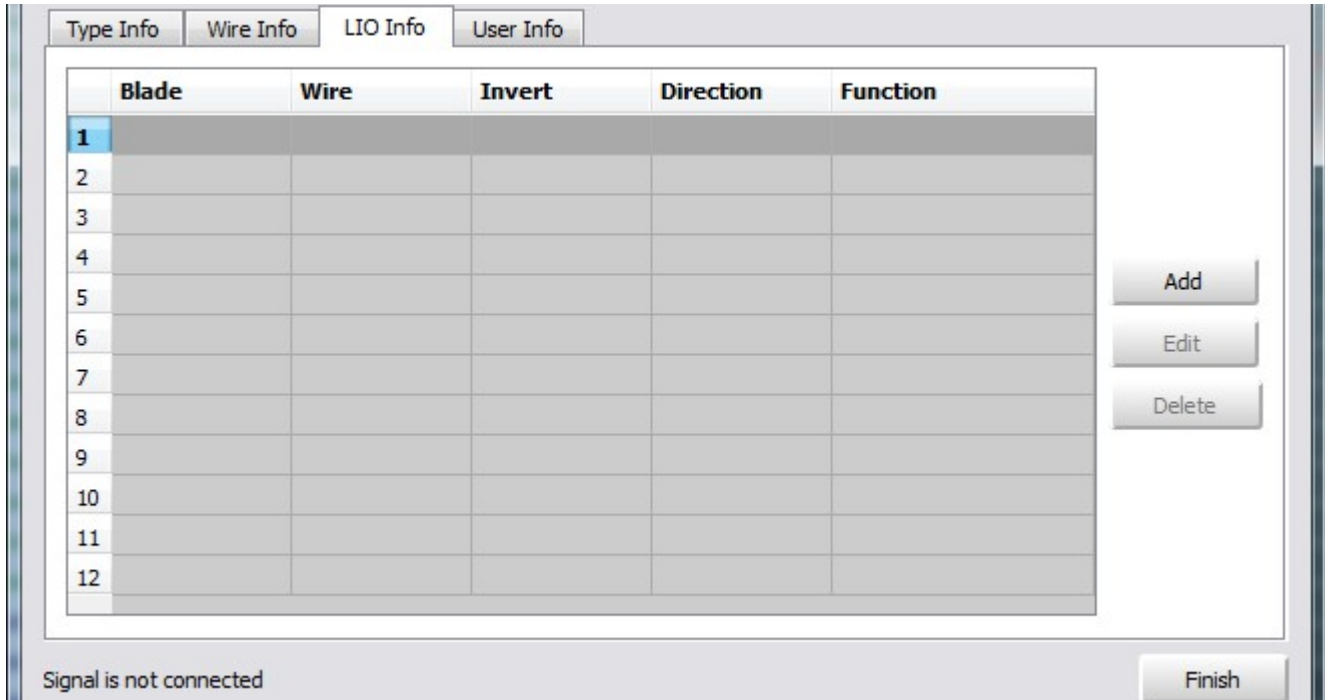 Type Info Wire Info LIO Info User Info
Blade Wire Invert Direction Function
1
2
3
4
5
Add
6
Edit
7
8
Delete
9
10
11
12
Signal is not connected Finish